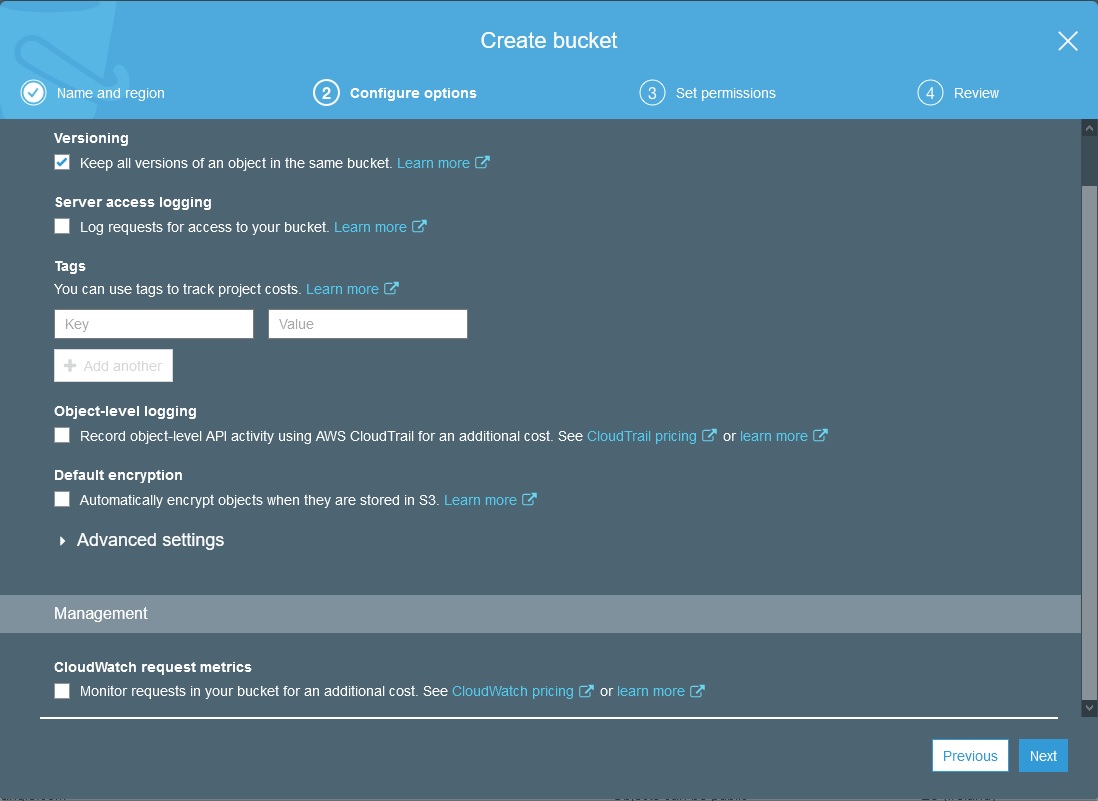 Create bucket
Name and region
2 Configure options
3 Set permissions
4 Review
Versioning
Keep all versions of an object in the same bucket. Learn more
Server access logging
Log requests for access to your bucket. Learn more
Tags
You can use tags to track project costs. Learn more
Key Value
Add another
Object-level logging
Record object-level API activity using AWS CloudTrail for an additional cost. See CloudTrail pricing or learn more
Default encryption
Automatically encrypt objects when they are stored in S3. Learn more
Advanced settings
Management
CloudWatch request metrics
Monitor requests in your bucket for an additional cost. See CloudWatch pricing or learn more
Previous Next